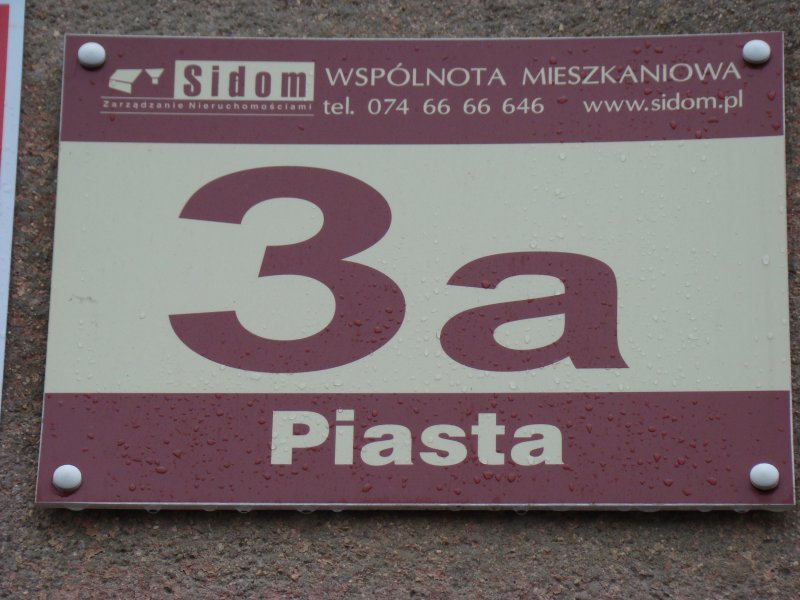 Sidom WSPÓLNOTA MIESZKANIOWA
Zarządzanie Nieruchomościami tel. 074 66 66 646 www.sidom.pl
3a
Piasta